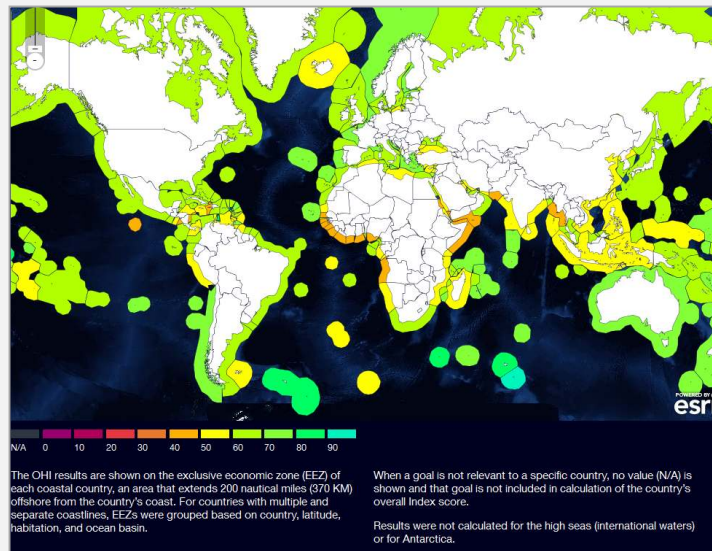 POWERED BY
esri
N/A 0 10 20 30 40 50 60 70 80 90
The OHI results are shown on the exclusive economic zone (EEZ) of
each coastal country, an area that extends 200 nautical miles (370 KM)
offshore from the country's coast. For countries with multiple and
separate coastlines, EEZs were grouped based on country, latitude,
habitation, and ocean basin.
When a goal is not relevant to a specific country, no value (N/A) is
shown and that goal is not included in calculation of the country's
overall Index score.
Results were not calculated for the high seas (international waters)
or for Antarctica.